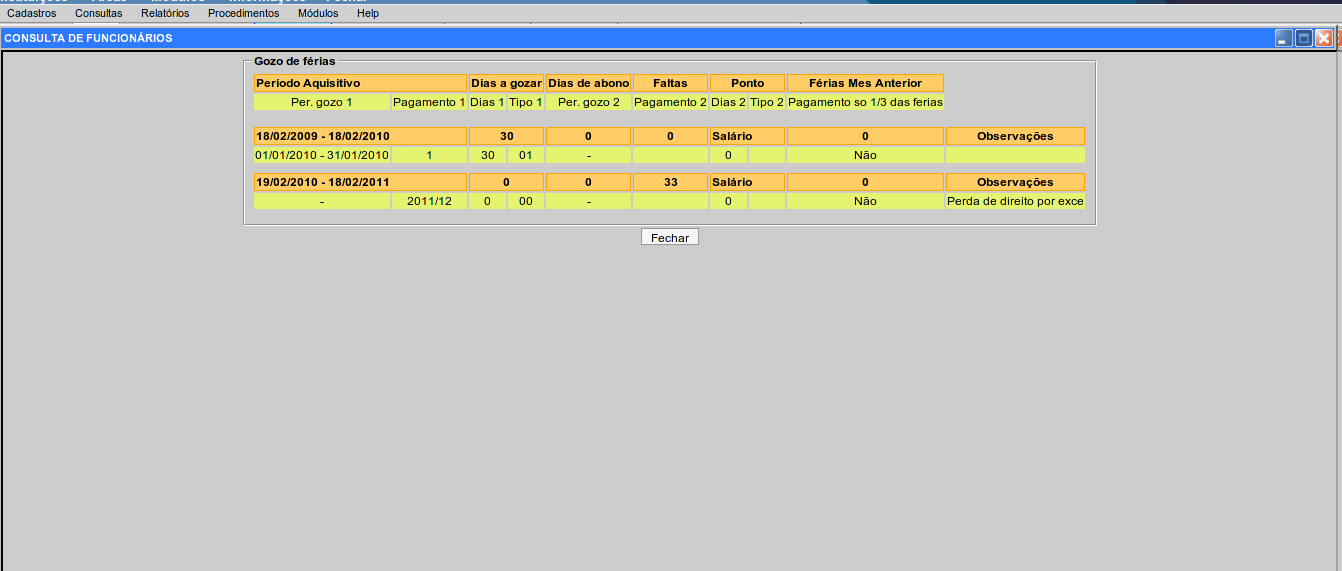 Cadastros Consultas Relatórios Procedimentos Módulos Help
CONSULTA DE FUNCIONÁRIOS
Gozo de férias
Período Aquisitivo Dias a gozar Dias de abono Faltas Ponto Férias Mes Anterior
Per. gozo 1 Pagamento 1 Dias 1 Tipo 1 Per. gozo 2 Pagamento 2 Dias 2 Tipo 2 Pagamento so 1/3 das ferias
18/02/2009 - 18/02/2010 30 0 0 Salário 0 Observações
01/01/2010 - 31/01/2010 1 30 01 - 0 Não
19/02/2010 - 18/02/2011 0 0 33 Salário 0 Observações
- 2011/12 0 00 - 0 Não Perda de direito por exce
Fechar